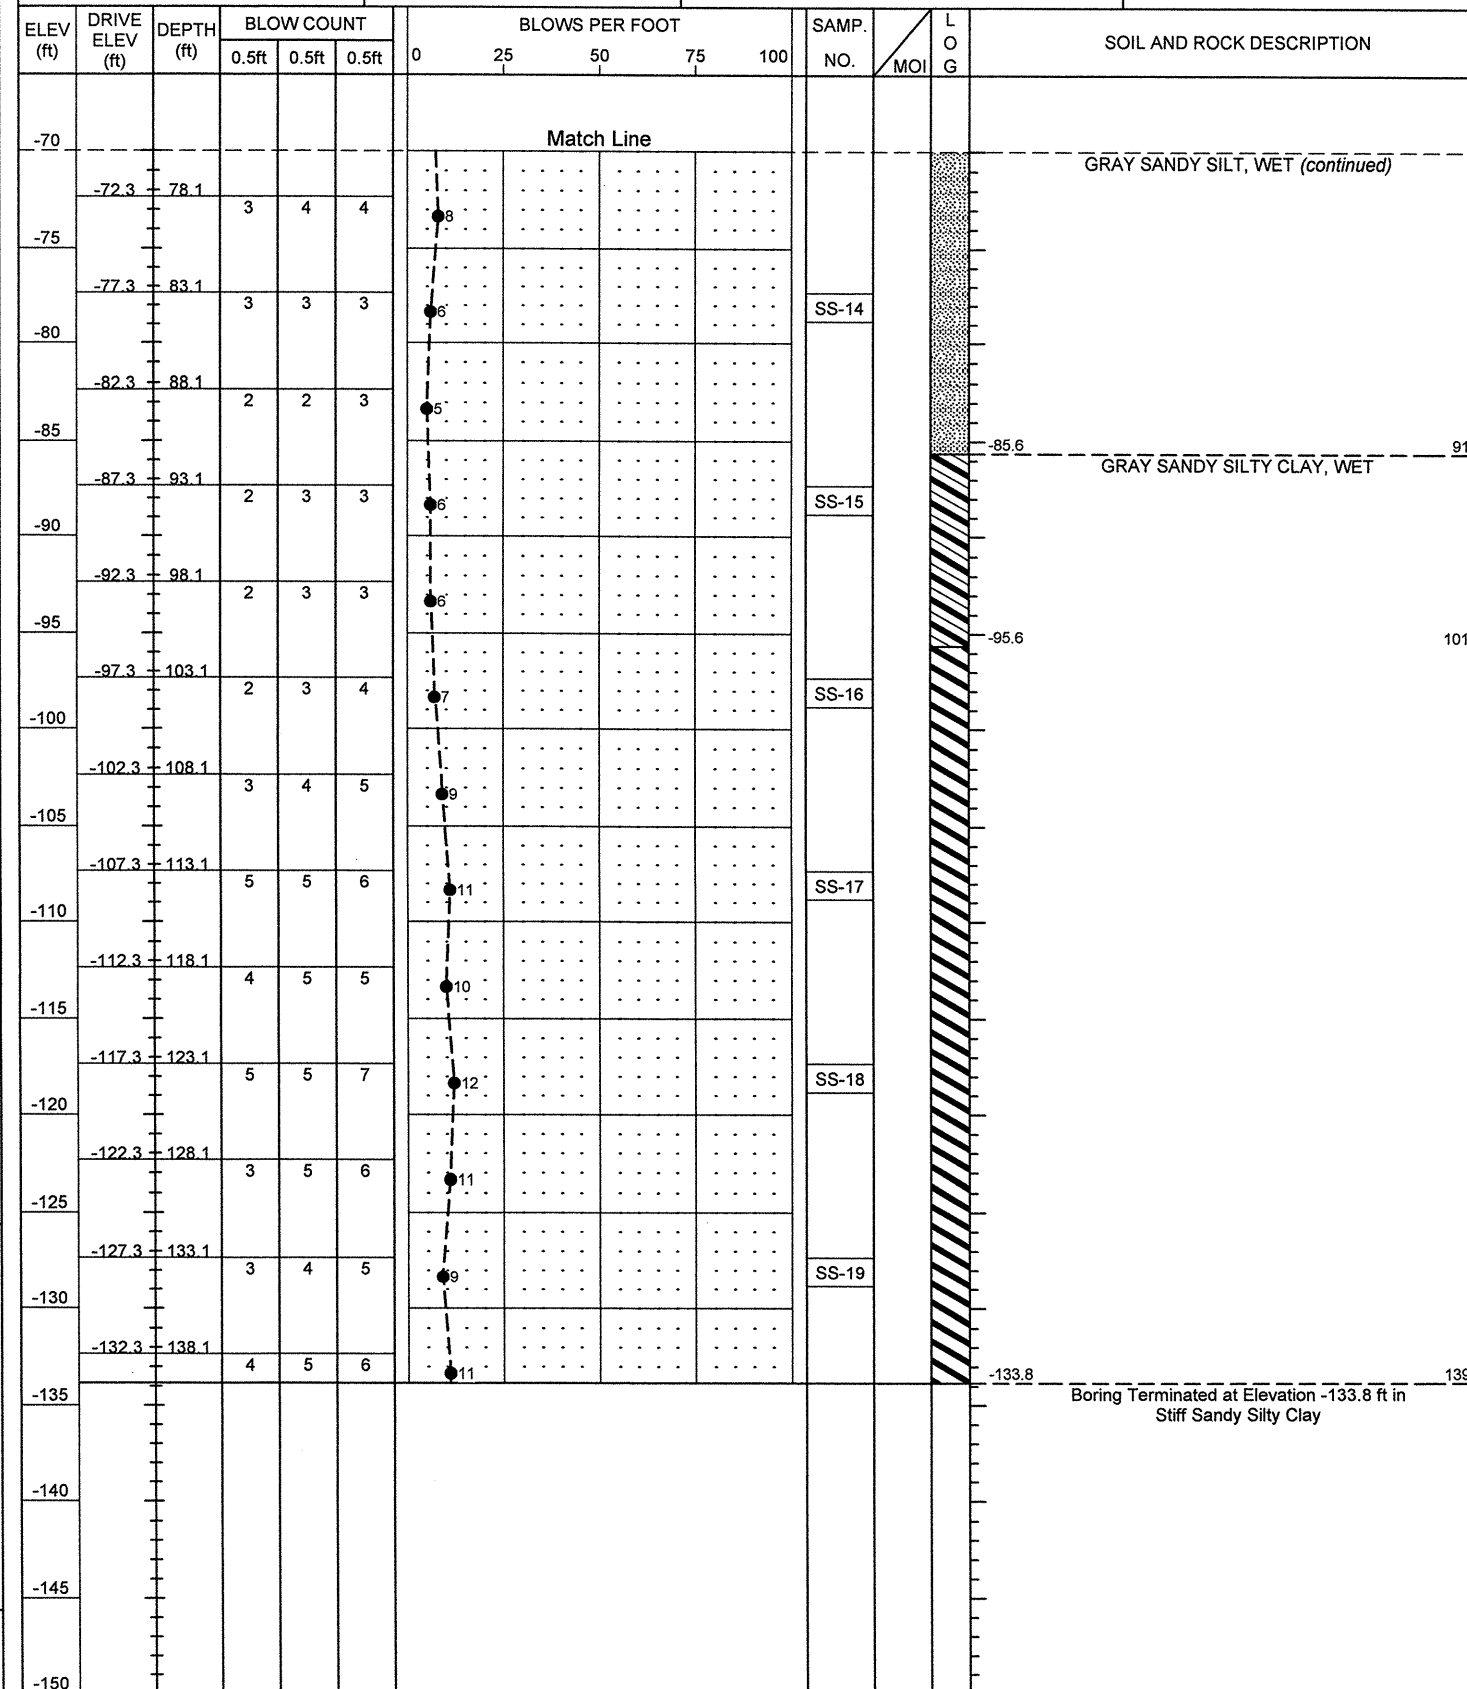 ELEV (ft) DRIVE ELEV (ft) DEPTH (ft) BLOW COUNT BLOWS PER FOOT SAMP. NO. MOI LOG SOIL AND ROCK DESCRIPTION
0.5ft 0.5ft 0.5ft 0 25 50 75 100
Match Line
-70
GRAY SANDY SILT, WET (continued)
-72.3 78.1
3 4 4 8
-75
-77.3 83.1
3 3 3 6 SS-14
-80
-82.3 88.1
2 2 3 5
-85
-85.6 91
GRAY SANDY SILTY CLAY, WET
-87.3 93.1
2 3 3 6 SS-15
-90
-92.3 98.1
2 3 3 6
-95
-95.6 101
-97.3 103.1
2 3 4 7 SS-16
-100
-102.3 108.1
3 4 5 9
-105
-107.3 113.1
5 5 6 11 SS-17
-110
-112.3 118.1
4 5 5 10
-115
-117.3 123.1
5 5 7 12 SS-18
-120
-122.3 128.1
3 5 6 11
-125
-127.3 133.1
3 4 5 9 SS-19
-130
-132.3 138.1
4 5 6 11
-133.8 139
-135
Boring Terminated at Elevation -133.8 ft in
Stiff Sandy Silty Clay
-140
-145
-150